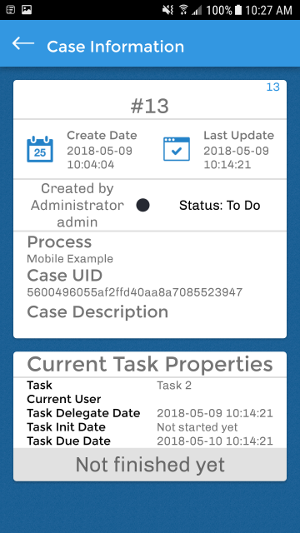 100% 10:27 AM
Case Information
13
#13
Create Date
2018-05-09
10:04:04
Last Update
2018-05-09
10:14:21
25
Created by
Administrator
admin
Status: To Do
Process
Mobile Example
Case UID
5600496055af2ffd40aa8a7085523947
Case Description
Current Task Properties
Task Task 2
Current User
Task Delegate Date 2018-05-09 10:14:21
Task Init Date Not started yet
Task Due Date 2018-05-10 10:14:21
Not finished yet